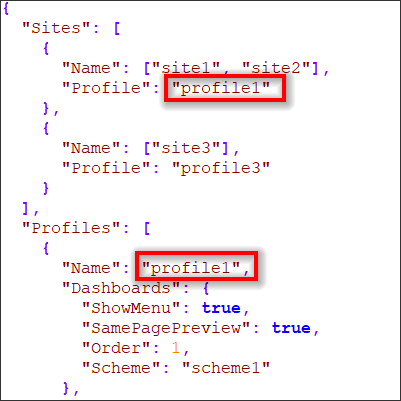 {
  "Sites": [
    {
      "Name": ["site1", "site2"],
      "Profile": "profile1"
    },
    {
      "Name": ["site3"],
      "Profile": "profile3"
    }
  ],
  "Profiles": [
    {
      "Name": "profile1",
      "Dashboards": {
        "ShowMenu": true,
        "SamePagePreview": true,
        "Order": 1,
        "Scheme": "scheme1"
      },